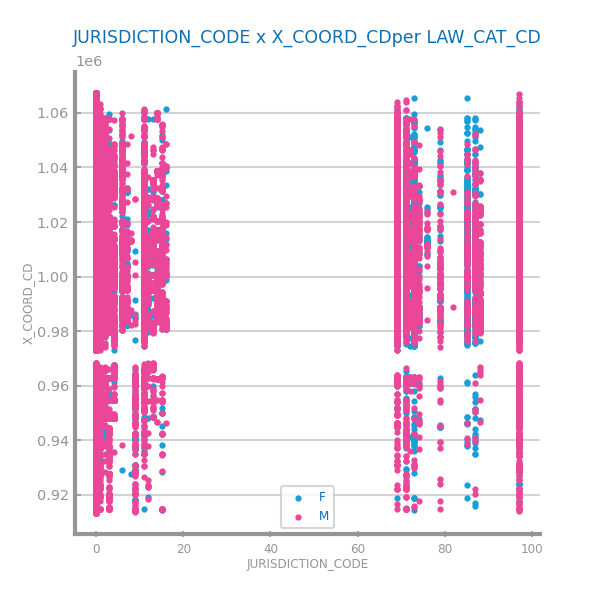 JURISDICTION_CODE x X_COORD_CDper LAW_CAT_CD
1e6
1.06
1.04
1.02
1.00
0.98
0.96
0.94
0.92
X_COORD_CD
F
M
0 20 40 60 80 100
JURISDICTION_CODE